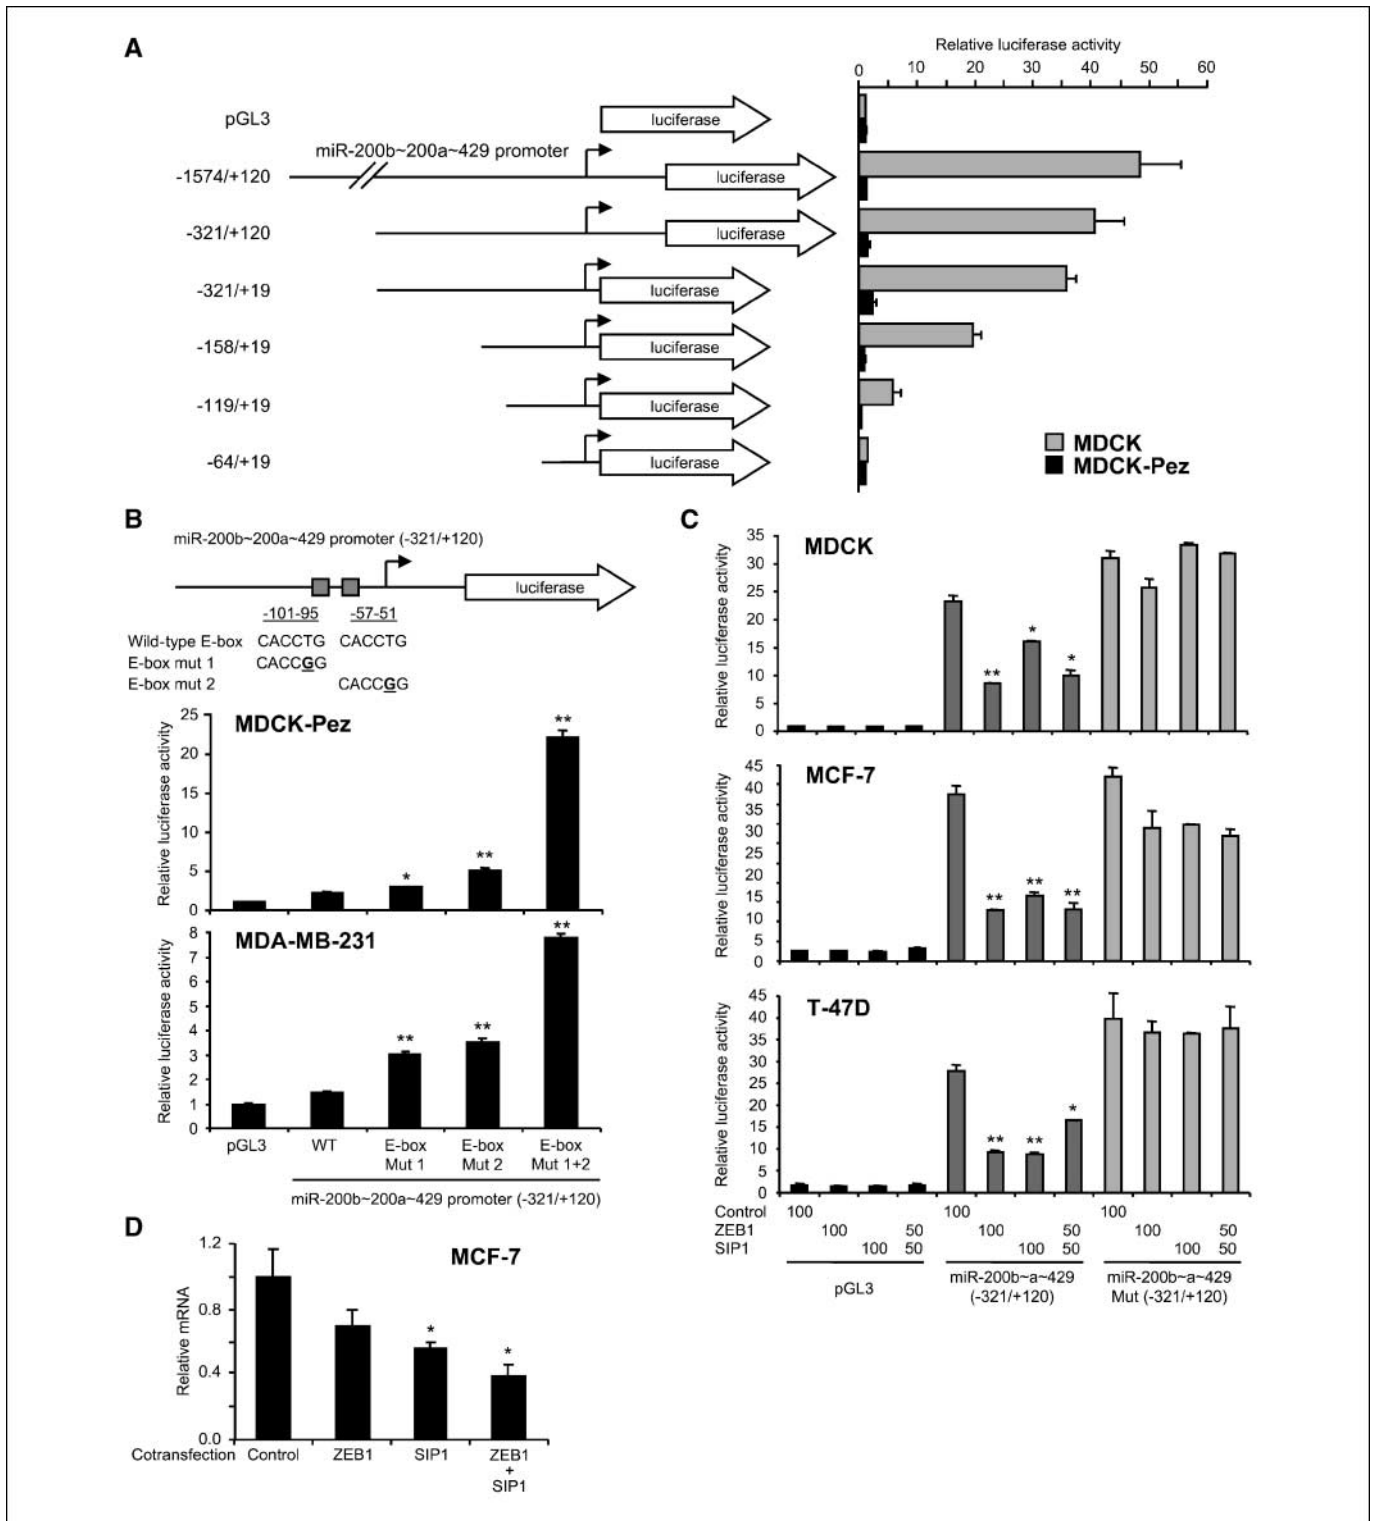 A
Relative luciferase activity
0 10 20 30 40 50 60
pGL3
luciferase
miR-200b~200a~429 promoter
-1574/+120
luciferase
-321/+120
luciferase
-321/+19
luciferase
-158/+19
luciferase
-119/+19
luciferase
-64/+19
luciferase
MDCK
MDCK-Pez
B
miR-200b~200a~429 promoter (-321/+120)
luciferase
-101-95 -57-51
Wild-type E-box CACCTG CACCTG
E-box mut 1 CACCGG
E-box mut 2 CACCGG
MDCK-Pez
Relative luciferase activity
25
20
15
10
5
0
*
**
**
MDA-MB-231
Relative luciferase activity
8
7
6
5
4
3
2
1
0
**
**
**
pGL3 WT E-box Mut 1 E-box Mut 2 E-box Mut 1+2
miR-200b~200a~429 promoter (-321/+120)
C
MDCK
Relative luciferase activity
35
30
25
20
15
10
5
0
**
*
*
MCF-7
Relative luciferase activity
45
40
35
30
25
20
15
10
5
0
**
**
**
T-47D
Relative luciferase activity
45
40
35
30
25
20
15
10
5
0
**
**
*
Control 100 100 100
ZEB1 100 50 100 50 100 50
SIP1 100 50 100 50 100 50
pGL3
miR-200b~a~429
(-321/+120)
miR-200b~a~429
Mut (-321/+120)
D
MCF-7
Relative mRNA
1.2
0.8
0.4
0.0
*
*
Cotransfection Control ZEB1 SIP1 ZEB1
+
SIP1